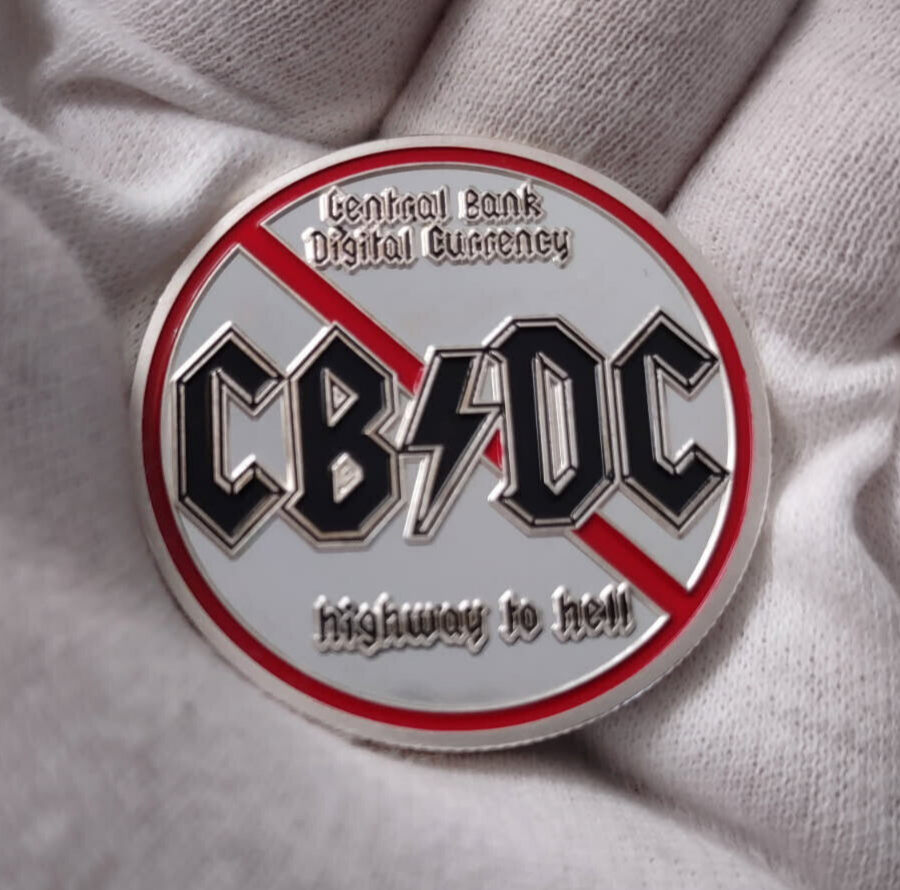 Central Bank
Digital Currency
CB⚡DC
highway to hell